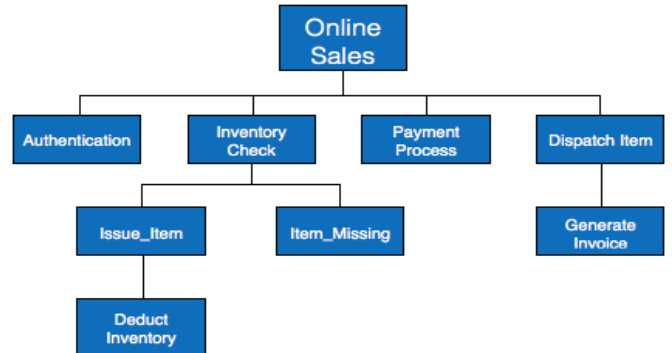 Online
Sales
Authentication
Inventory
Check
Payment
Process
Dispatch Item
Issue_Item
Item_Missing
Generate
Invoice
Deduct
Inventory